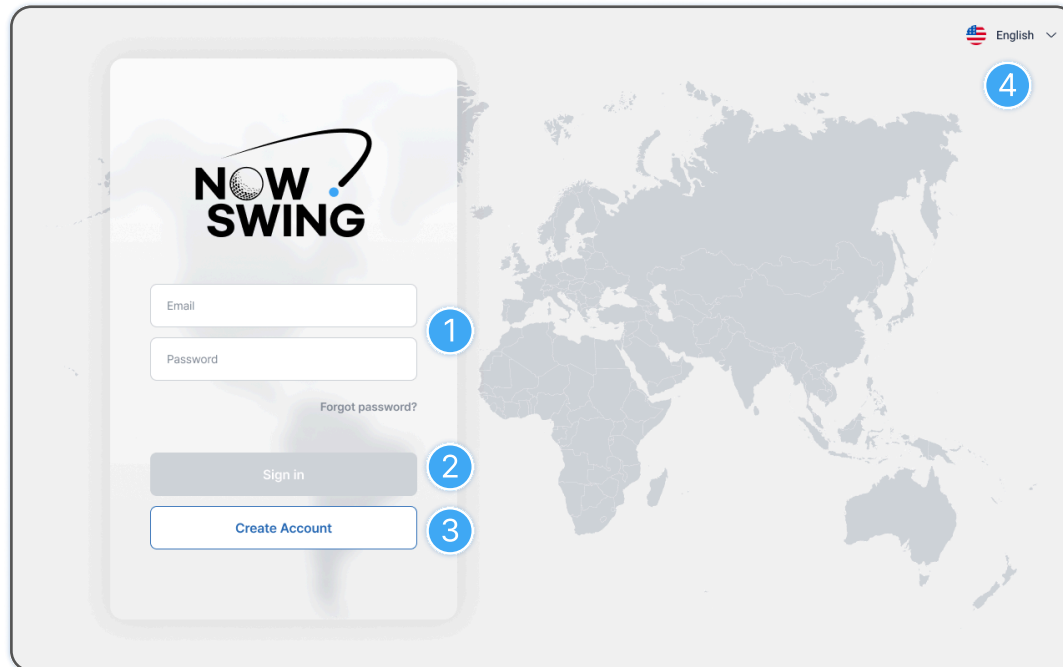 English
4
NOW
SWING
Email
1
Password
Forgot password?
Sign in
2
Create Account
3